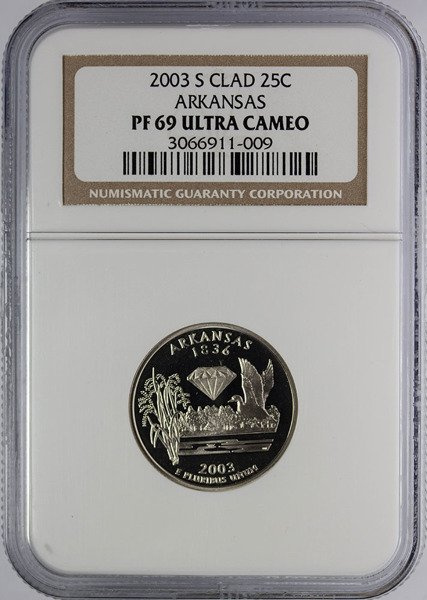 2003 S CLAD 25C
ARKANSAS
PF 69 ULTRA CAMEO
3066911-009
NUMISMATIC GUARANTY CORPORATION
ARKANSAS
1836
2003
E PLURIBUS UNUM